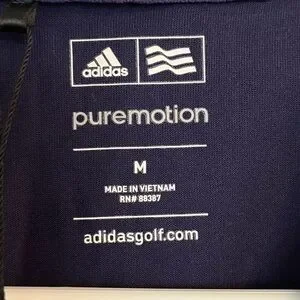 adidas
puremotion
M
MADE IN VIETNAM
RN# 88387
adidasgolf.com